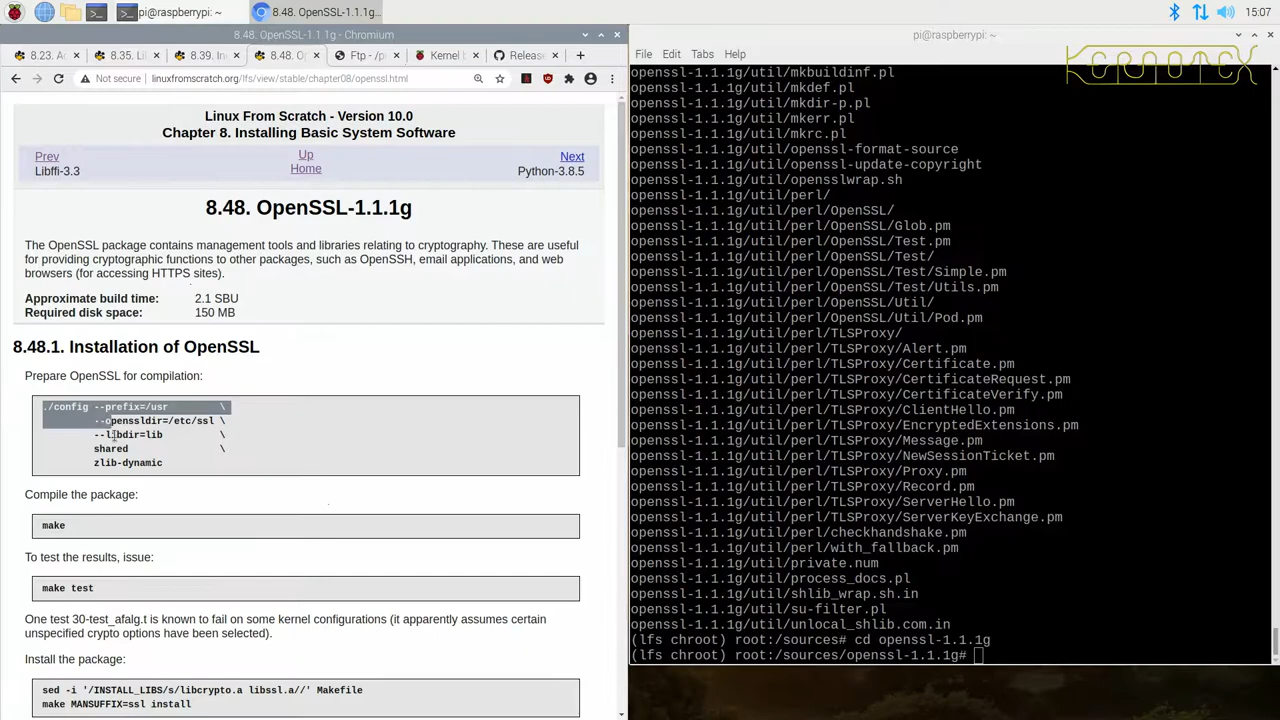 pi@raspberrypi: ~
8.48. OpenSSL-1.1.1g...
15:07
8.48. OpenSSL-1.1.1g - Chromium
8.23. Ac
8.35. Lil
8.39. Ine
8.48. Op
Ftp - /pu
Kernel b
Release
Not secure
linuxfromscratch.org/lfs/view/stable/chapter08/openssl.html
Linux From Scratch - Version 10.0
Chapter 8. Installing Basic System Software
Prev
Up
Next
Libffi-3.3
Home
Python-3.8.5
8.48. OpenSSL-1.1.1g
The OpenSSL package contains management tools and libraries relating to cryptography. These are useful
for providing cryptographic functions to other packages, such as OpenSSH, email applications, and web
browsers (for accessing HTTPS sites).
Approximate build time: 2.1 SBU
Required disk space: 150 MB
8.48.1. Installation of OpenSSL
Prepare OpenSSL for compilation:
./config --prefix=/usr \
--openssldir=/etc/ssl \
--libdir=lib \
shared \
zlib-dynamic
Compile the package:
make
To test the results, issue:
make test
One test 30-test_afalg.t is known to fail on some kernel configurations (it apparently assumes certain
unspecified crypto options have been selected).
Install the package:
sed -i '/INSTALL_LIBS/s/libcrypto.a libssl.a//' Makefile
make MANSUFFIX=ssl install
pi@raspberrypi: ~
File Edit Tabs Help
KERNOTEX
openssl-1.1.1g/util/mkbuildinf.pl
openssl-1.1.1g/util/mkdef.pl
openssl-1.1.1g/util/mkdir-p.pl
openssl-1.1.1g/util/mkerr.pl
openssl-1.1.1g/util/mkrc.pl
openssl-1.1.1g/util/openssl-format-source
openssl-1.1.1g/util/openssl-update-copyright
openssl-1.1.1g/util/opensslwrap.sh
openssl-1.1.1g/util/perl/
openssl-1.1.1g/util/perl/OpenSSL/
openssl-1.1.1g/util/perl/OpenSSL/Glob.pm
openssl-1.1.1g/util/perl/OpenSSL/Test.pm
openssl-1.1.1g/util/perl/OpenSSL/Test/
openssl-1.1.1g/util/perl/OpenSSL/Test/Simple.pm
openssl-1.1.1g/util/perl/OpenSSL/Test/Utils.pm
openssl-1.1.1g/util/perl/OpenSSL/Util/
openssl-1.1.1g/util/perl/OpenSSL/Util/Pod.pm
openssl-1.1.1g/util/perl/TLSProxy/
openssl-1.1.1g/util/perl/TLSProxy/Alert.pm
openssl-1.1.1g/util/perl/TLSProxy/Certificate.pm
openssl-1.1.1g/util/perl/TLSProxy/CertificateRequest.pm
openssl-1.1.1g/util/perl/TLSProxy/CertificateVerify.pm
openssl-1.1.1g/util/perl/TLSProxy/ClientHello.pm
openssl-1.1.1g/util/perl/TLSProxy/EncryptedExtensions.pm
openssl-1.1.1g/util/perl/TLSProxy/Message.pm
openssl-1.1.1g/util/perl/TLSProxy/NewSessionTicket.pm
openssl-1.1.1g/util/perl/TLSProxy/Proxy.pm
openssl-1.1.1g/util/perl/TLSProxy/Record.pm
openssl-1.1.1g/util/perl/TLSProxy/ServerHello.pm
openssl-1.1.1g/util/perl/TLSProxy/ServerKeyExchange.pm
openssl-1.1.1g/util/perl/checkhandshake.pm
openssl-1.1.1g/util/perl/with_fallback.pm
openssl-1.1.1g/util/private.num
openssl-1.1.1g/util/process_docs.pl
openssl-1.1.1g/util/shlib_wrap.sh.in
openssl-1.1.1g/util/su-filter.pl
openssl-1.1.1g/util/unlocal_shlib.com.in
(lfs chroot) root:/sources# cd openssl-1.1.1g
(lfs chroot) root:/sources/openssl-1.1.1g#